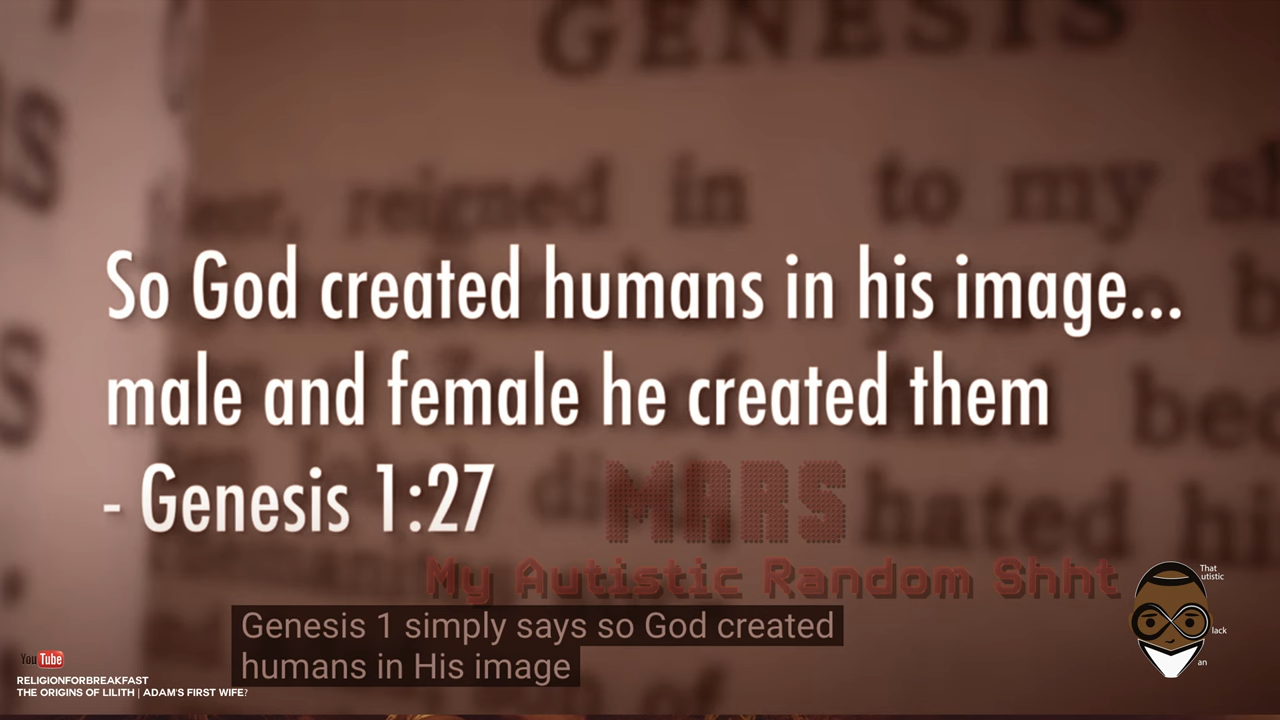 GENESIS
reigned in to my
So God created humans in his image...
male and female he created them
- Genesis 1:27
hated
MARS
My Autistic Random Shht
That
utistic
lack
an
Genesis 1 simply says so God created
humans in His image
of
YouTube
RELIGIONFORBREAKFAST
THE ORIGINS OF LILITH | ADAM'S FIRST WIFE?